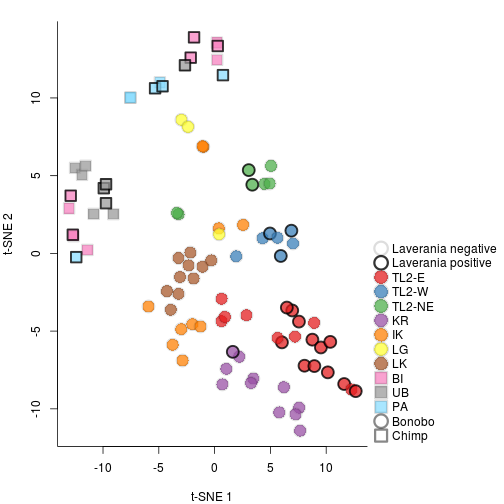 10
5
0
-5
-10
t-SNE 2
-10
-5
0
5
10
t-SNE 1
Laverania negative
Laverania positive
TL2-E
TL2-W
TL2-NE
KR
IK
LG
LK
BI
UB
PA
Bonobo
Chimp